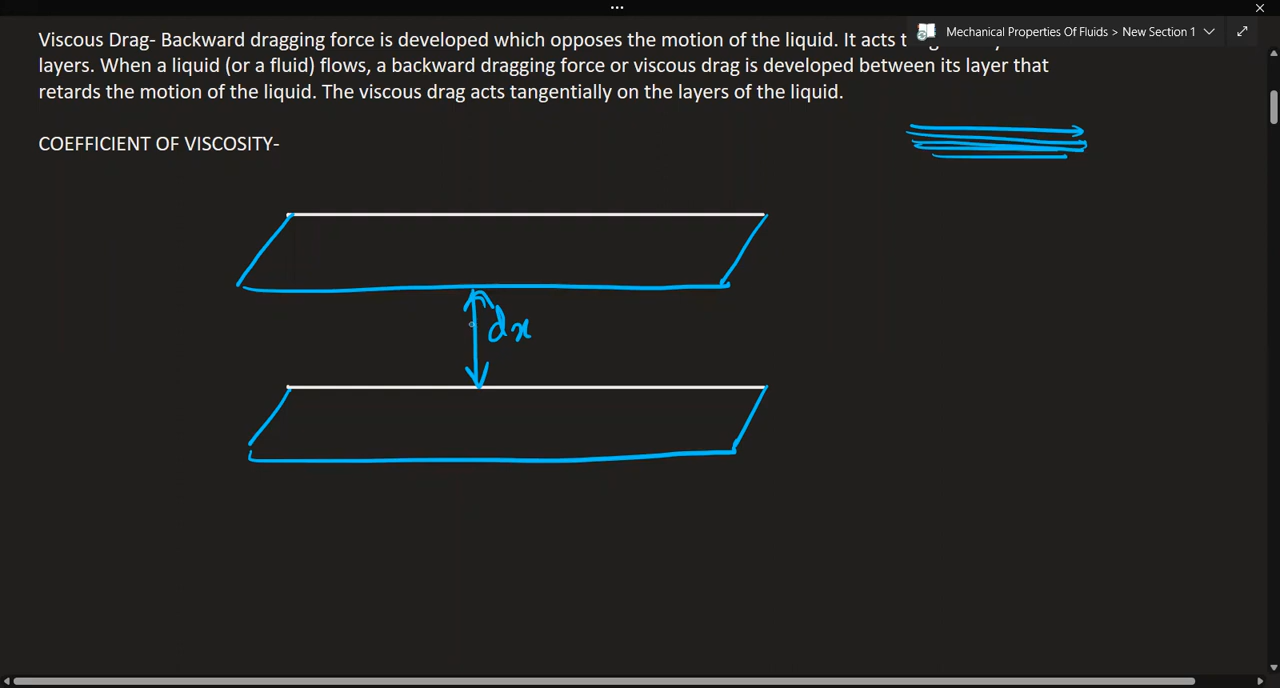 Mechanical Properties Of Fluids > New Section 1
Viscous Drag- Backward dragging force is developed which opposes the motion of the liquid. It acts
layers. When a liquid (or a fluid) flows, a backward dragging force or viscous drag is developed between its layer that
retards the motion of the liquid. The viscous drag acts tangentially on the layers of the liquid.
COEFFICIENT OF VISCOSITY-
dx